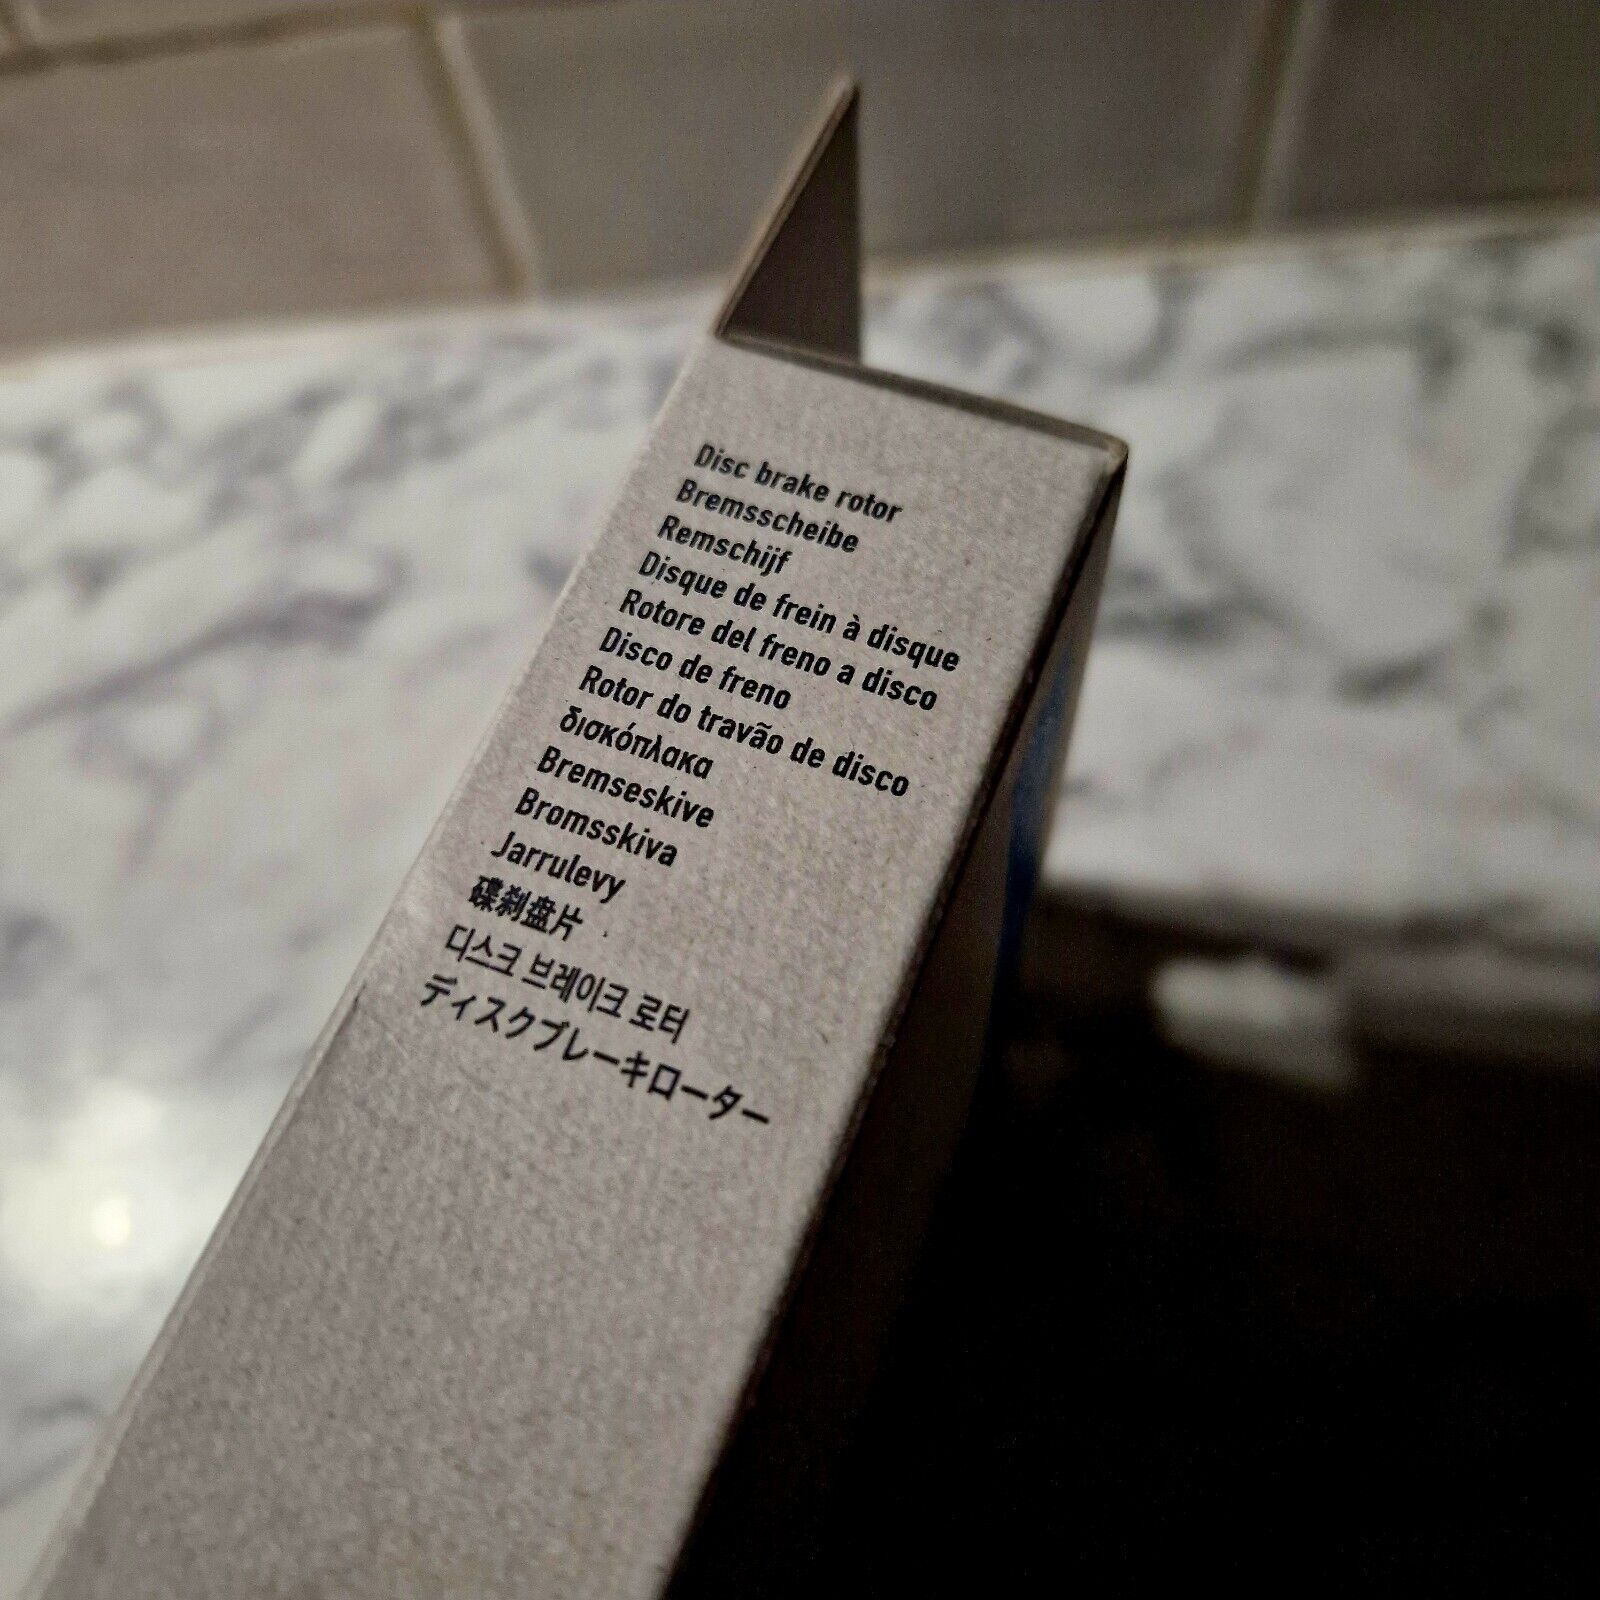 Disc brake rotor
Bremsscheibe
Remschijf
Disque de frein à disque
Rotore del freno a disco
Disco de freno
Rotor do travão de disco
δισκόπλακα
Bremseskive
Bromsskiva
Jarrulevy
碟刹盘片
디스크 브레이크 로터
ディスクブレーキローター